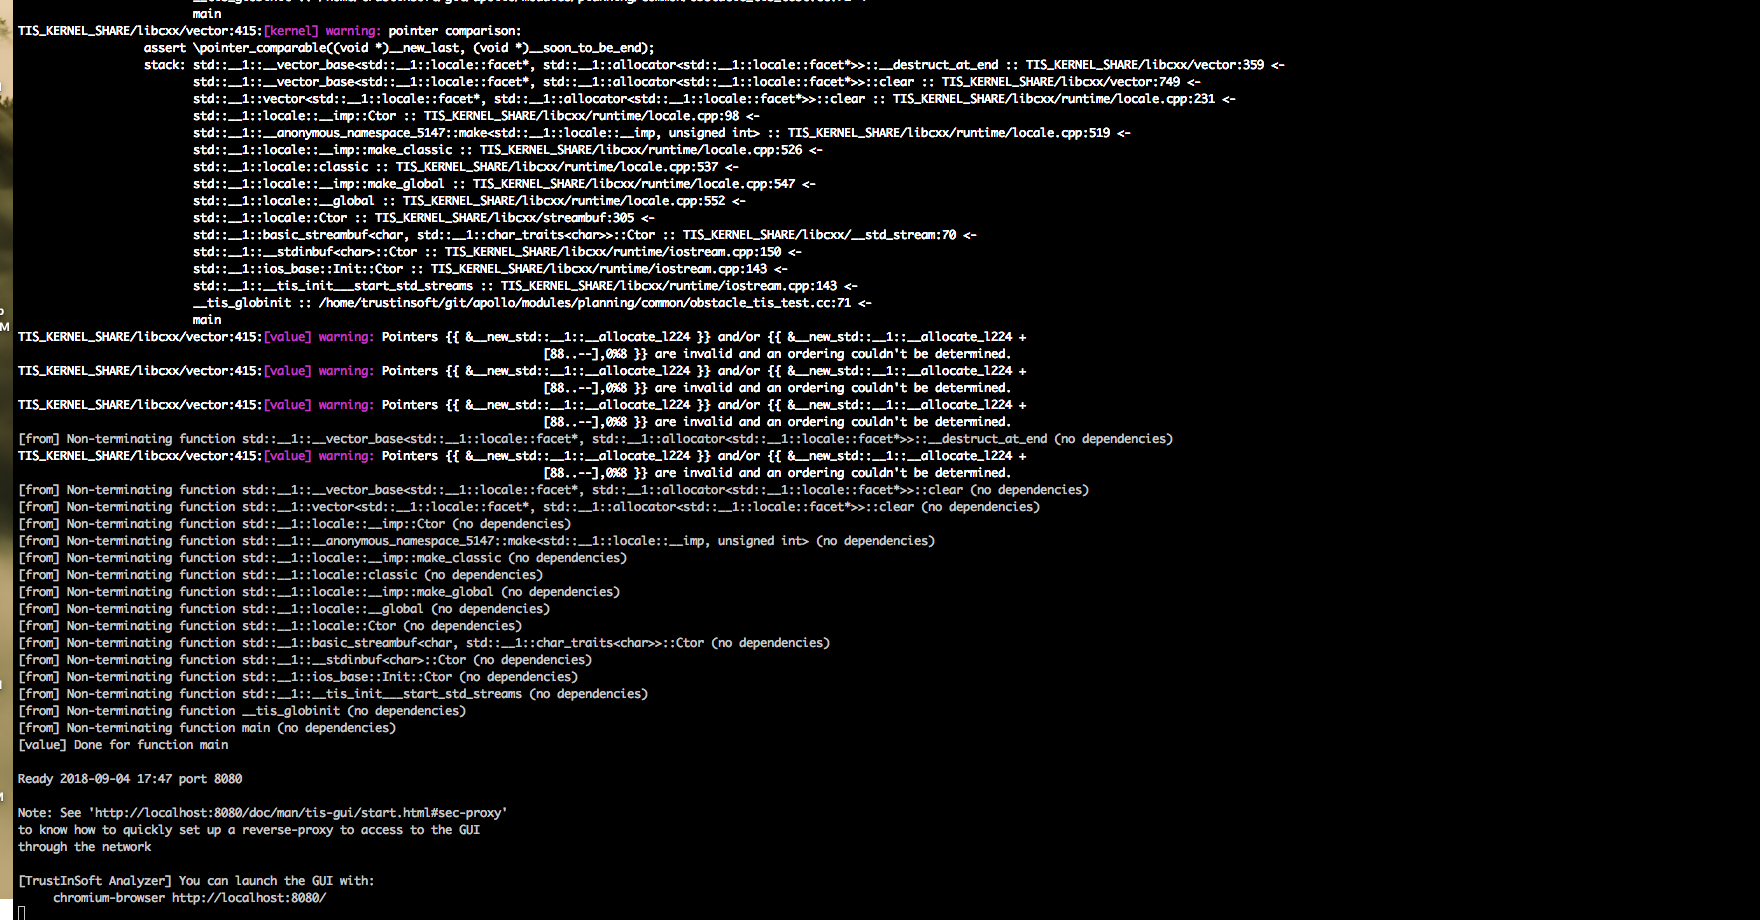 main
TIS_KERNEL_SHARE/libcxx/vector:415:[kernel] warning: pointer comparison:
assert \pointer_comparable((void *)__new_last, (void *)__soon_to_be_end);
stack: std::__1::__vector_base<std::__1::locale::facet*, std::__1::allocator<std::__1::locale::facet*>>::__destruct_at_end :: TIS_KERNEL_SHARE/libcxx/vector:359 <-
std::__1::__vector_base<std::__1::locale::facet*, std::__1::allocator<std::__1::locale::facet*>>::clear :: TIS_KERNEL_SHARE/libcxx/vector:749 <-
std::__1::vector<std::__1::locale::facet*, std::__1::allocator<std::__1::locale::facet*>>::clear :: TIS_KERNEL_SHARE/libcxx/runtime/locale.cpp:231 <-
std::__1::locale::__imp::Ctor :: TIS_KERNEL_SHARE/libcxx/runtime/locale.cpp:98 <-
std::__1::__anonymous_namespace_5147::make<std::__1::locale::__imp, unsigned int> :: TIS_KERNEL_SHARE/libcxx/runtime/locale.cpp:519 <-
std::__1::locale::__imp::make_classic :: TIS_KERNEL_SHARE/libcxx/runtime/locale.cpp:526 <-
std::__1::locale::classic :: TIS_KERNEL_SHARE/libcxx/runtime/locale.cpp:537 <-
std::__1::locale::__imp::make_global :: TIS_KERNEL_SHARE/libcxx/runtime/locale.cpp:547 <-
std::__1::locale::__global :: TIS_KERNEL_SHARE/libcxx/runtime/locale.cpp:552 <-
std::__1::locale::Ctor :: TIS_KERNEL_SHARE/libcxx/streambuf:305 <-
std::__1::basic_streambuf<char, std::__1::char_traits<char>>::Ctor :: TIS_KERNEL_SHARE/libcxx/__std_stream:70 <-
std::__1::__stdinbuf<char>::Ctor :: TIS_KERNEL_SHARE/libcxx/runtime/iostream.cpp:150 <-
std::__1::ios_base::Init::Ctor :: TIS_KERNEL_SHARE/libcxx/runtime/iostream.cpp:143 <-
std::__1::__tis_init___start_std_streams :: TIS_KERNEL_SHARE/libcxx/runtime/iostream.cpp:143 <-
__tis_globinit :: /home/trustinsoft/git/apollo/modules/planning/common/obstacle_tis_test.cc:71 <-
main
TIS_KERNEL_SHARE/libcxx/vector:415:[value] warning: Pointers {{ &__new_std::__1::__allocate_l224 }} and/or {{ &__new_std::__1::__allocate_l224 +
[88..--],0%8 }} are invalid and an ordering couldn't be determined.
TIS_KERNEL_SHARE/libcxx/vector:415:[value] warning: Pointers {{ &__new_std::__1::__allocate_l224 }} and/or {{ &__new_std::__1::__allocate_l224 +
[88..--],0%8 }} are invalid and an ordering couldn't be determined.
TIS_KERNEL_SHARE/libcxx/vector:415:[value] warning: Pointers {{ &__new_std::__1::__allocate_l224 }} and/or {{ &__new_std::__1::__allocate_l224 +
[88..--],0%8 }} are invalid and an ordering couldn't be determined.
[from] Non-terminating function std::__1::__vector_base<std::__1::locale::facet*, std::__1::allocator<std::__1::locale::facet*>>::__destruct_at_end (no dependencies)
TIS_KERNEL_SHARE/libcxx/vector:415:[value] warning: Pointers {{ &__new_std::__1::__allocate_l224 }} and/or {{ &__new_std::__1::__allocate_l224 +
[88..--],0%8 }} are invalid and an ordering couldn't be determined.
[from] Non-terminating function std::__1::__vector_base<std::__1::locale::facet*, std::__1::allocator<std::__1::locale::facet*>>::clear (no dependencies)
[from] Non-terminating function std::__1::vector<std::__1::locale::facet*, std::__1::allocator<std::__1::locale::facet*>>::clear (no dependencies)
[from] Non-terminating function std::__1::locale::__imp::Ctor (no dependencies)
[from] Non-terminating function std::__1::__anonymous_namespace_5147::make<std::__1::locale::__imp, unsigned int> (no dependencies)
[from] Non-terminating function std::__1::locale::__imp::make_classic (no dependencies)
[from] Non-terminating function std::__1::locale::classic (no dependencies)
[from] Non-terminating function std::__1::locale::__imp::make_global (no dependencies)
[from] Non-terminating function std::__1::locale::__global (no dependencies)
[from] Non-terminating function std::__1::locale::Ctor (no dependencies)
[from] Non-terminating function std::__1::basic_streambuf<char, std::__1::char_traits<char>>::Ctor (no dependencies)
[from] Non-terminating function std::__1::__stdinbuf<char>::Ctor (no dependencies)
[from] Non-terminating function std::__1::ios_base::Init::Ctor (no dependencies)
[from] Non-terminating function std::__1::__tis_init___start_std_streams (no dependencies)
[from] Non-terminating function __tis_globinit (no dependencies)
[from] Non-terminating function main (no dependencies)
[value] Done for function main
Ready 2018-09-04 17:47 port 8080
Note: See 'http://localhost:8080/doc/man/tis-gui/start.html#sec-proxy'
to know how to quickly set up a reverse-proxy to access to the GUI
through the network
[TrustInSoft Analyzer] You can launch the GUI with:
chromium-browser http://localhost:8080/